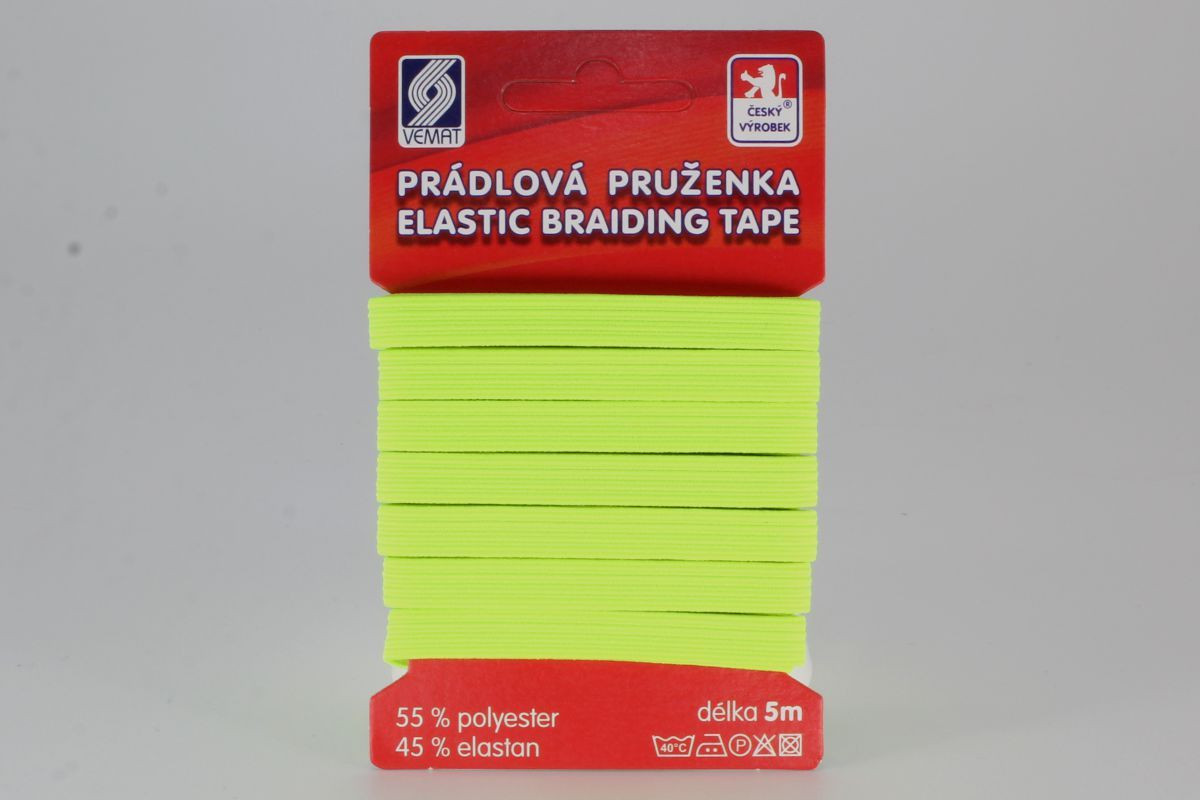 VEMAT
ČESKÝ®
VÝROBEK
PRÁDLOVÁ PRUŽENKA
ELASTIC BRAIDING TAPE
55 % polyester
45 % elastan
délka 5m
40°C P